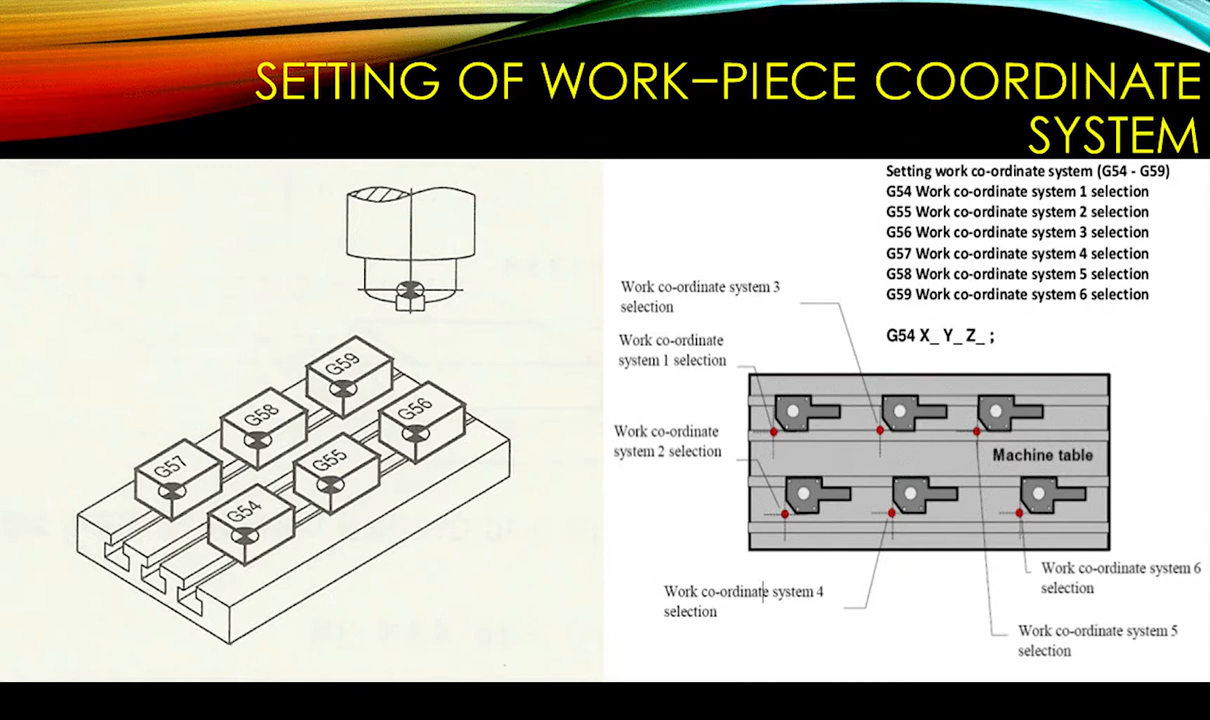 SETTING OF WORK–PIECE COORDINATE
SYSTEM
G59
G58
G56
G57
G55
G54
Setting work co-ordinate system (G54 - G59)
G54 Work co-ordinate system 1 selection
G55 Work co-ordinate system 2 selection
G56 Work co-ordinate system 3 selection
G57 Work co-ordinate system 4 selection
G58 Work co-ordinate system 5 selection
G59 Work co-ordinate system 6 selection
G54 X_ Y_ Z_ ;
Work co-ordinate system 3
selection
Work co-ordinate
system 1 selection
Work co-ordinate
system 2 selection
Machine table
Work co-ordinate system 4
selection
Work co-ordinate system 6
selection
Work co-ordinate system 5
selection